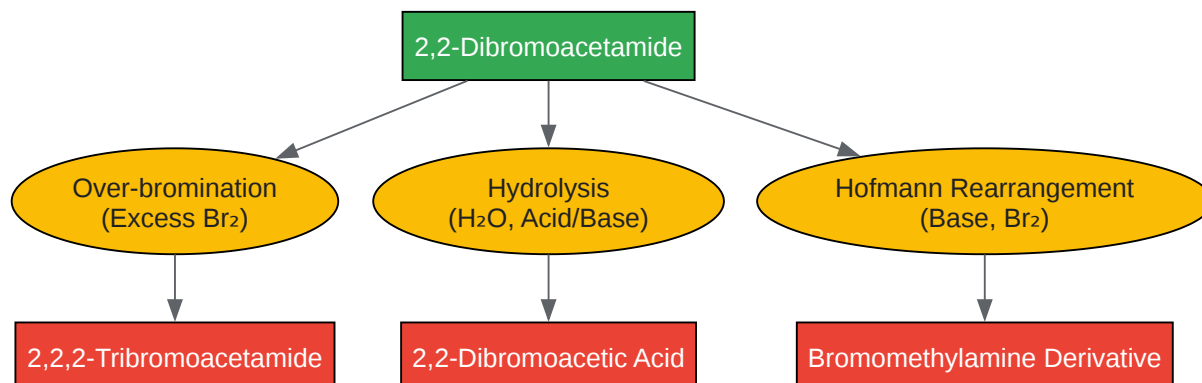 2,2-Dibromoacetamide
Over-bromination
(Excess Br₂)
Hydrolysis
(H₂O, Acid/Base)
Hofmann Rearrangement
(Base, Br₂)
2,2,2-Tribromoacetamide
2,2-Dibromoacetic Acid
Bromomethylamine Derivative